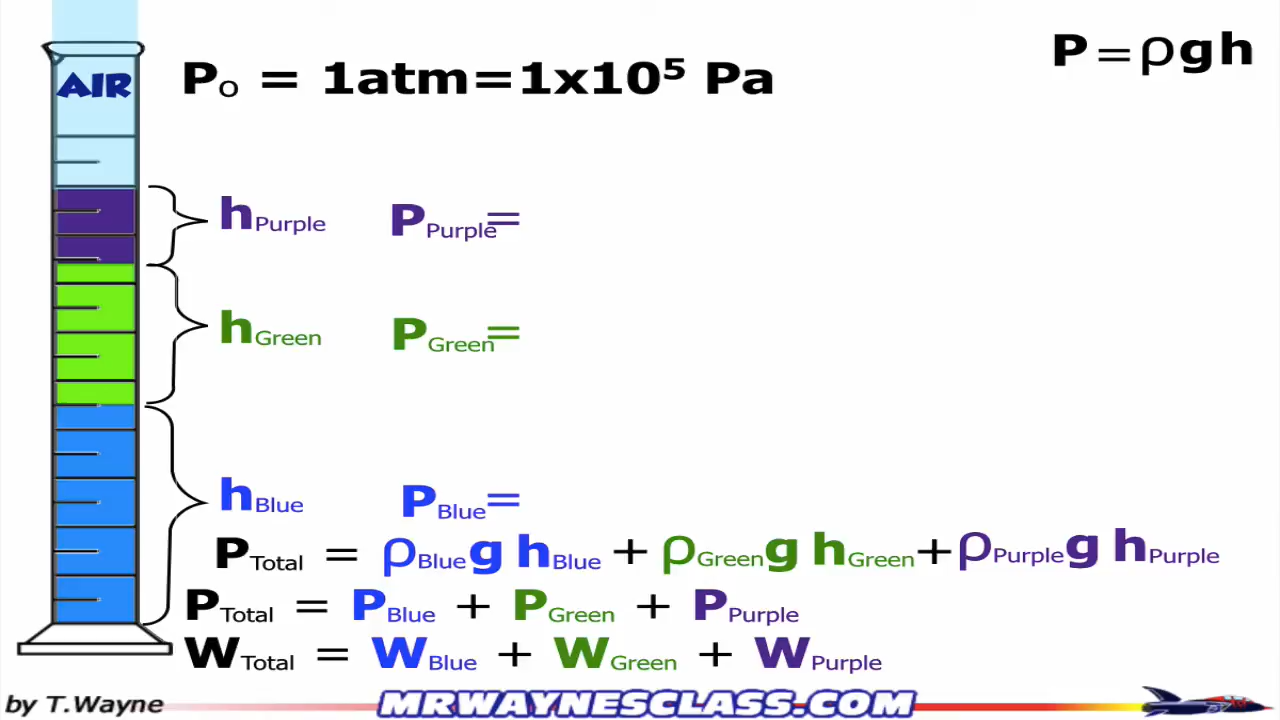 P = ρgh
AIR
Po = 1atm=1x10⁵ Pa
hPurple PPurple=
hGreen PGreen=
hBlue PBlue=
PTotal = ρBlueg hBlue + ρGreeng hGreen+ρPurpleg hPurple
PTotal = PBlue + PGreen + PPurple
WTotal = WBlue + WGreen + WPurple
by T.Wayne
MRWAYNESCLASS.COM